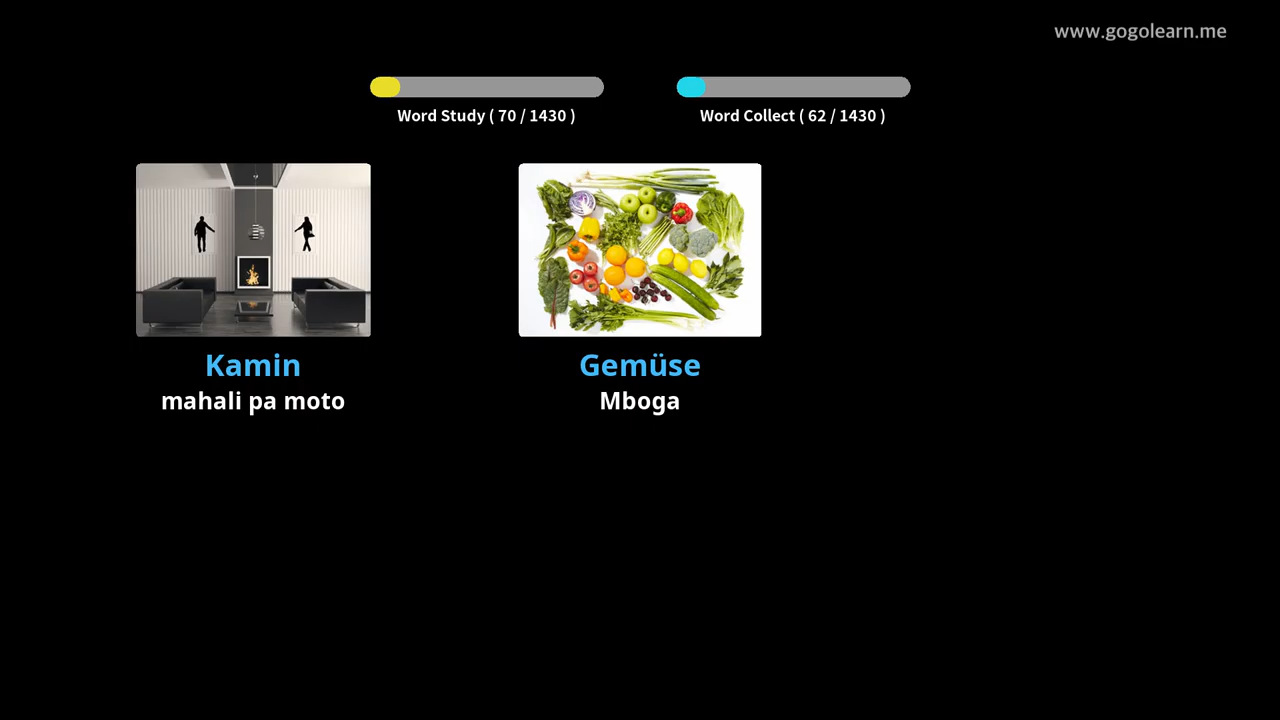 www.gogolearn.me
Word Study ( 70 / 1430 )
Word Collect ( 62 / 1430 )
Kamin
mahali pa moto
Gemüse
Mboga